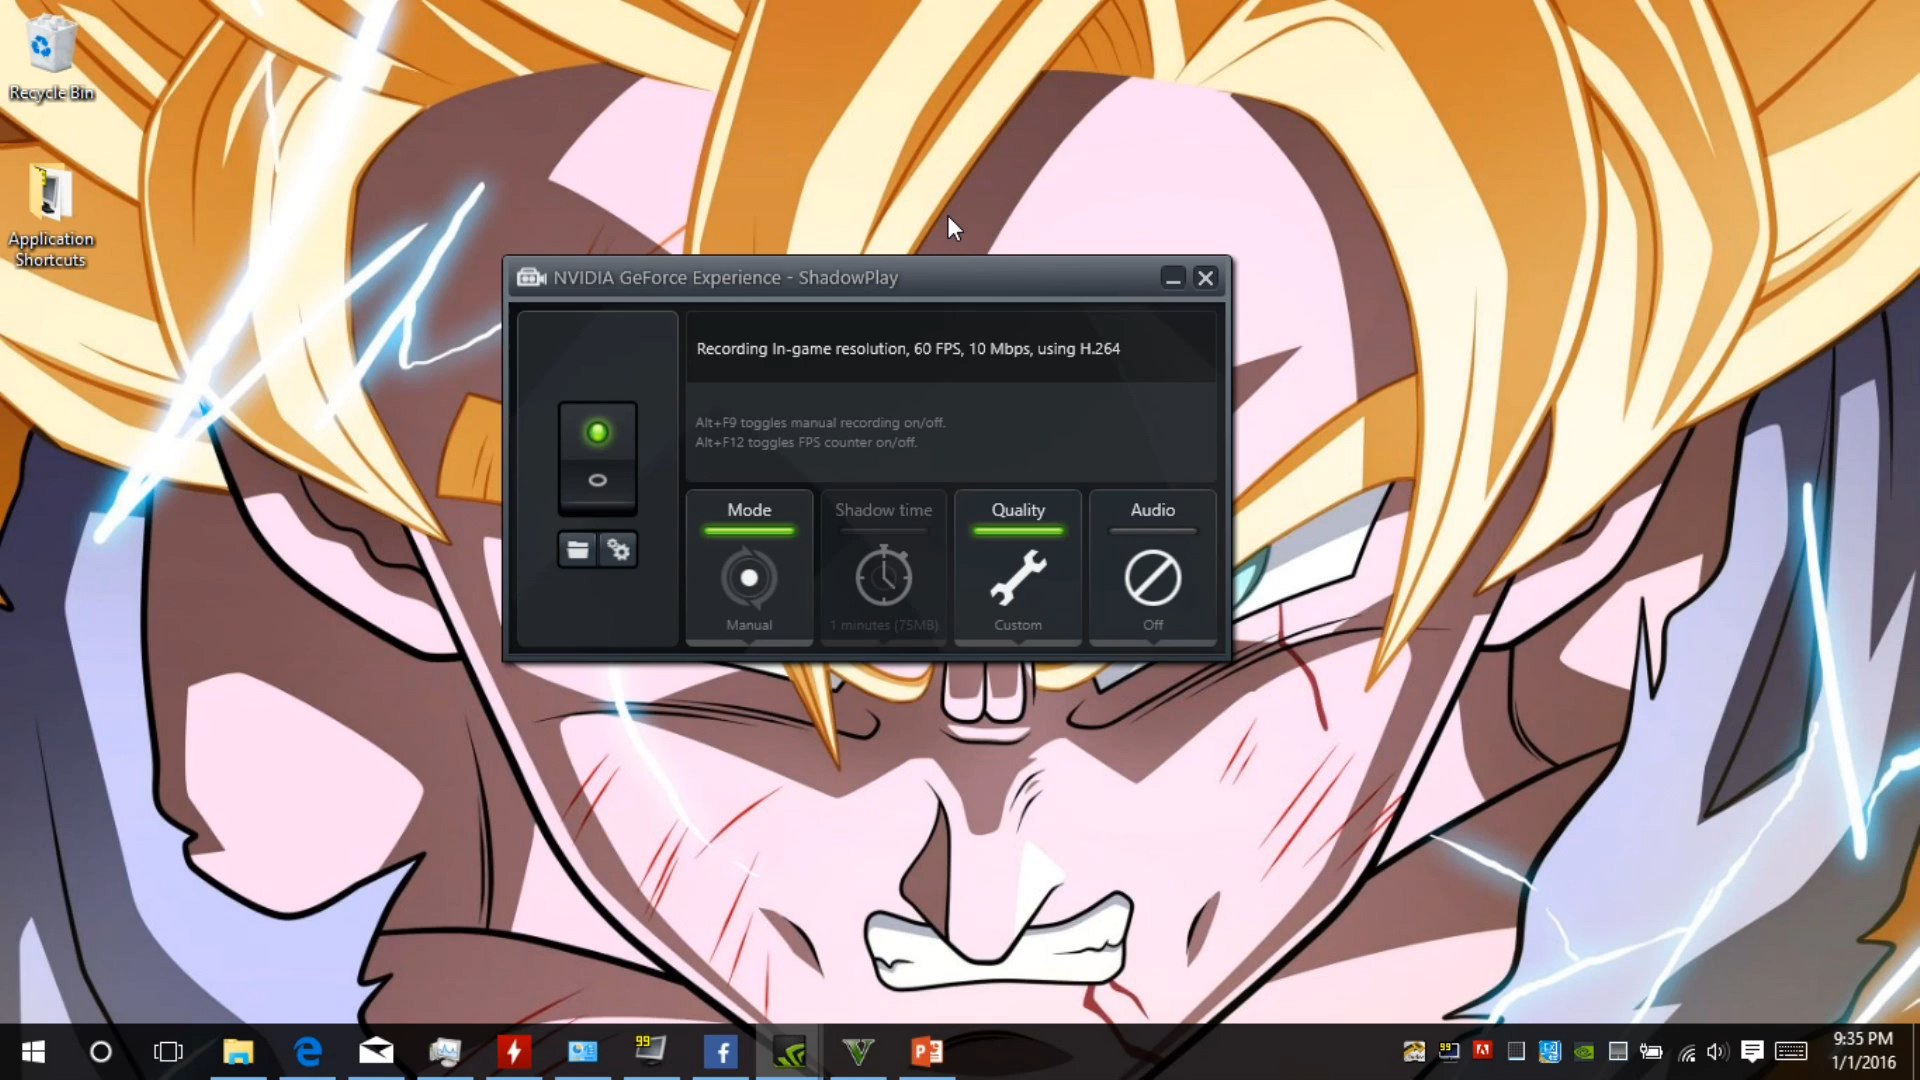 Recycle Bin
Application
Shortcuts
NVIDIA GeForce Experience - ShadowPlay
Recording In-game resolution, 60 FPS, 10 Mbps, using H.264
Alt+F9 toggles manual recording on/off.
Alt+F12 toggles FPS counter on/off.
Mode
Shadow time
Quality
Audio
Manual
1 minutes (75MB)
Custom
Off
99
99
9:35 PM
1/1/2016